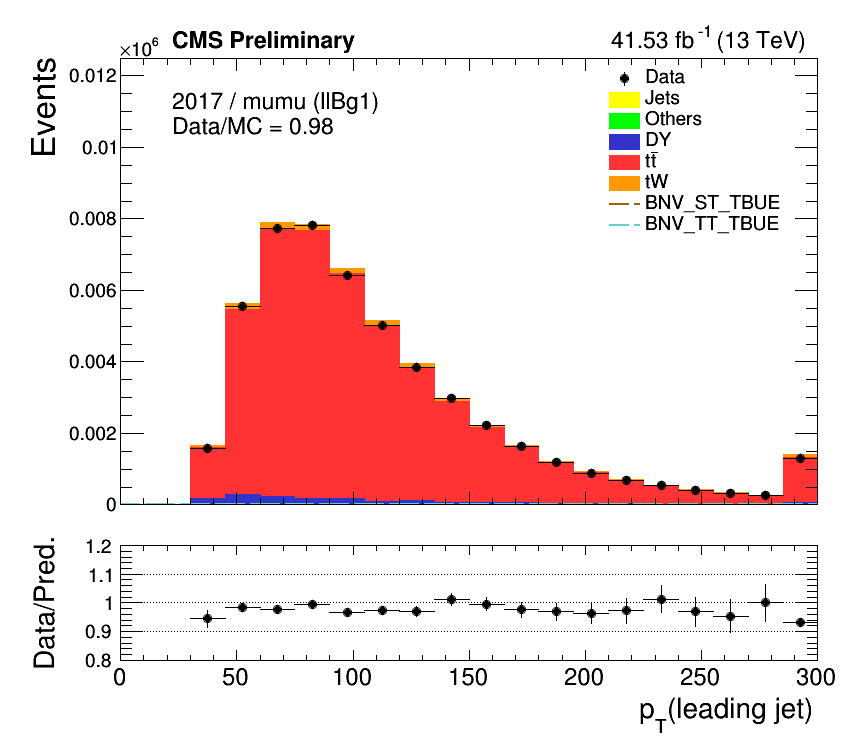 ×10⁶ CMS Preliminary 41.53 fb⁻¹ (13 TeV)
Events
0.012
0.01
0.008
0.006
0.004
0.002
0
2017 / mumu (llBg1)
Data/MC = 0.98
Data
Jets
Others
DY
tt̄
tW
BNV_ST_TBUE
BNV_TT_TBUE
Data/Pred.
1.2
1.1
1
0.9
0.8
0 50 100 150 200 250 300
p_T(leading jet)